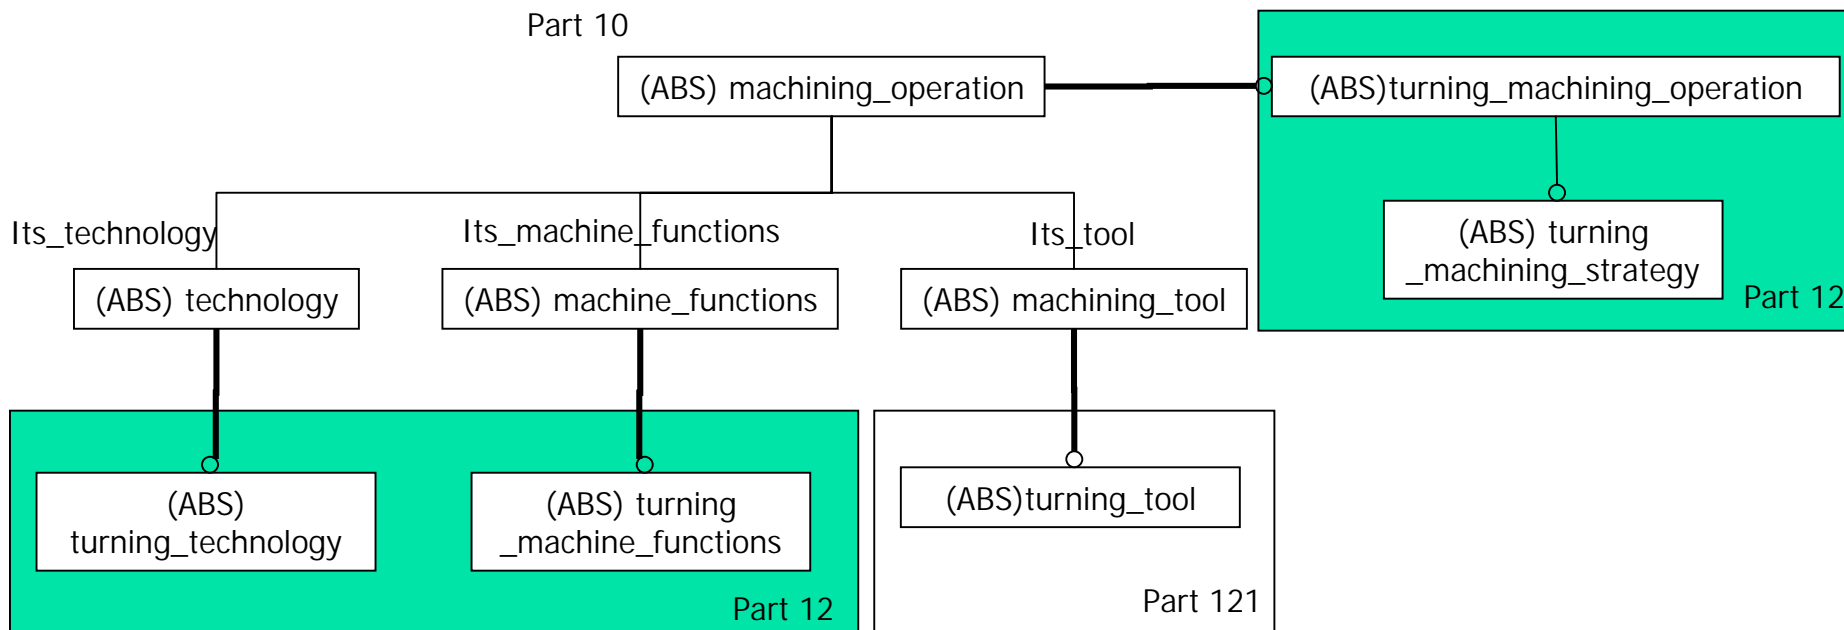 Part 10
(ABS) machining_operation
(ABS)turning_machining_operation
(ABS) turning
_machining_strategy
Part 12
Its_technology
Its_machine_functions
Its_tool
(ABS) technology
(ABS) machine_functions
(ABS) machining_tool
(ABS)
turning_technology
(ABS) turning
_machine_functions
Part 12
(ABS)turning_tool
Part 121